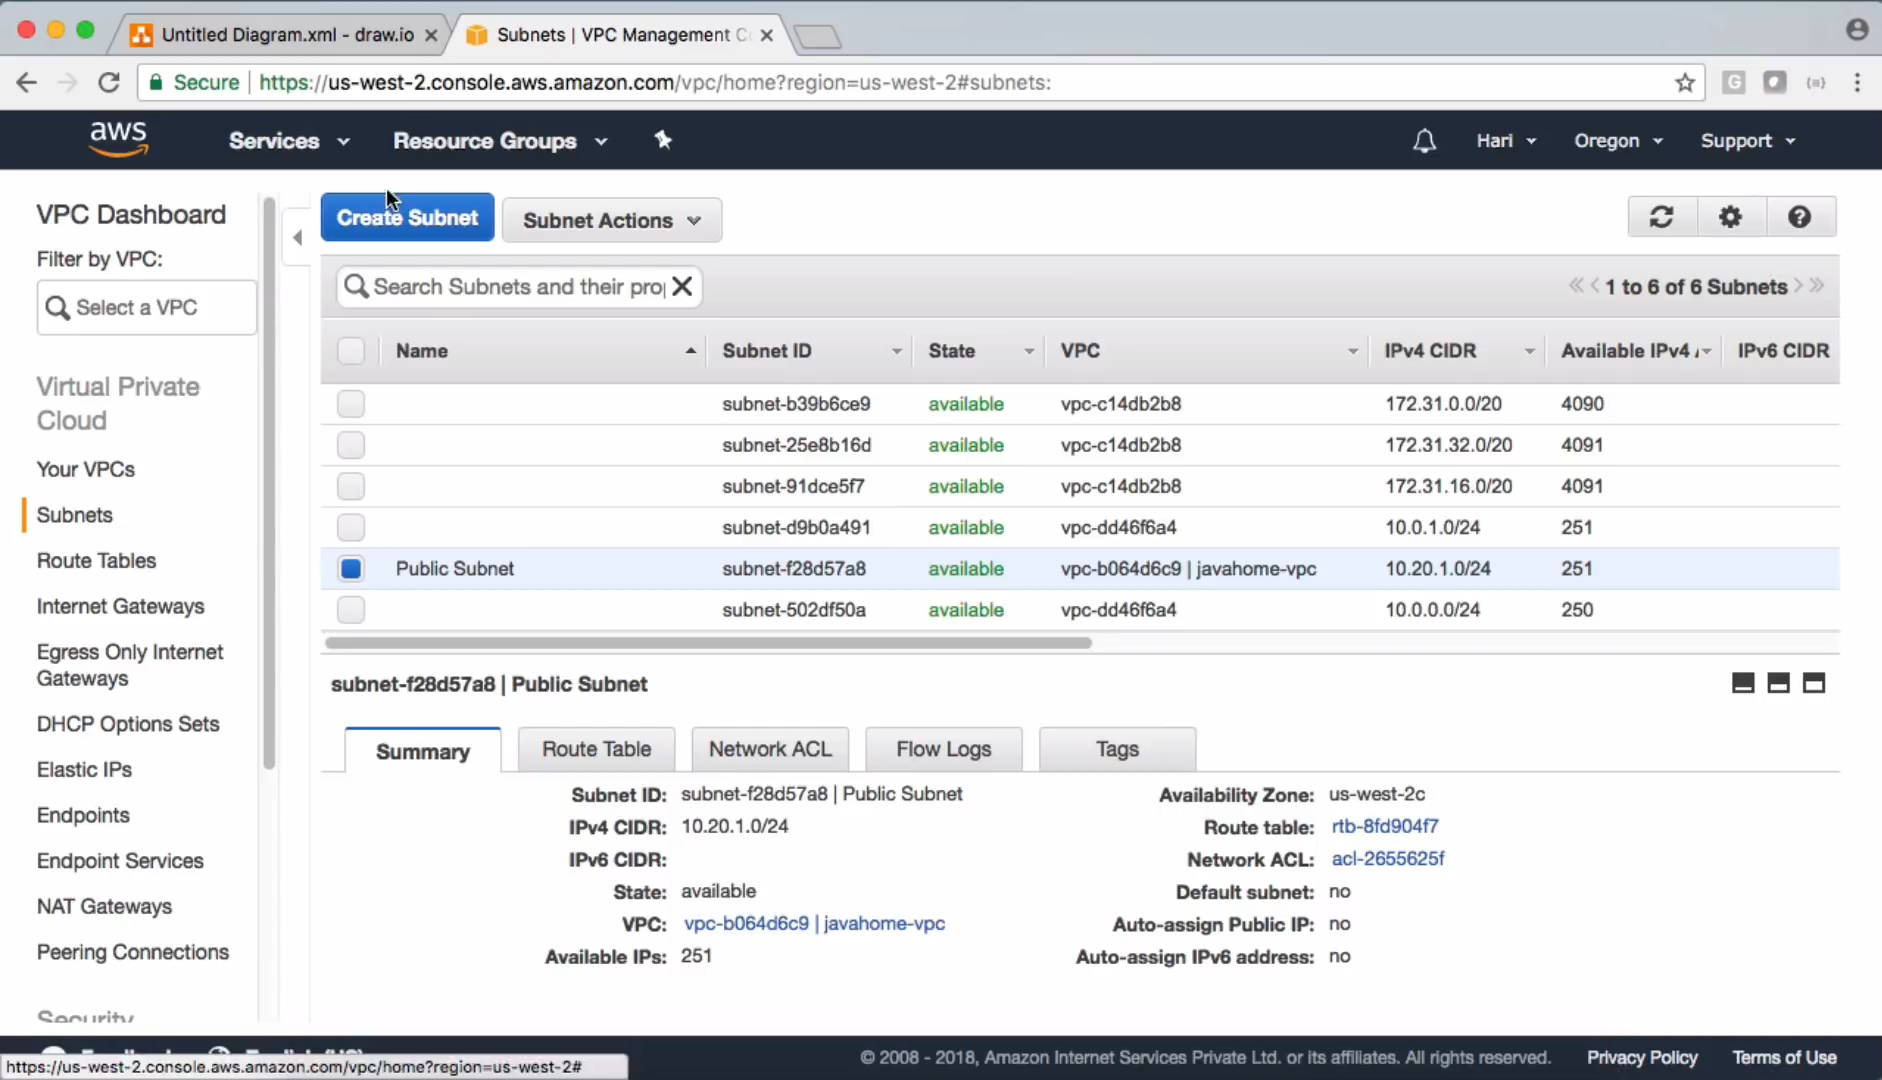 Untitled Diagram.xml - draw.io
Subnets | VPC Management C
Secure
https://us-west-2.console.aws.amazon.com/vpc/home?region=us-west-2#subnets:
aws
Services
Resource Groups
Hari
Oregon
Support
VPC Dashboard
Filter by VPC:
Select a VPC
Virtual Private
Cloud
Your VPCs
Subnets
Route Tables
Internet Gateways
Egress Only Internet
Gateways
DHCP Options Sets
Elastic IPs
Endpoints
Endpoint Services
NAT Gateways
Peering Connections
Security
Create Subnet
Subnet Actions
Search Subnets and their prop
1 to 6 of 6 Subnets
Name Subnet ID State VPC IPv4 CIDR Available IPv4 IPv6 CIDR
subnet-b39b6ce9 available vpc-c14db2b8 172.31.0.0/20 4090
subnet-25e8b16d available vpc-c14db2b8 172.31.32.0/20 4091
subnet-91dce5f7 available vpc-c14db2b8 172.31.16.0/20 4091
subnet-d9b0a491 available vpc-dd46f6a4 10.0.1.0/24 251
Public Subnet subnet-f28d57a8 available vpc-b064d6c9 | javahome-vpc 10.20.1.0/24 251
subnet-502df50a available vpc-dd46f6a4 10.0.0.0/24 250
subnet-f28d57a8 | Public Subnet
Summary
Route Table
Network ACL
Flow Logs
Tags
Subnet ID: subnet-f28d57a8 | Public Subnet
IPv4 CIDR: 10.20.1.0/24
IPv6 CIDR:
State: available
VPC: vpc-b064d6c9 | javahome-vpc
Available IPs: 251
Availability Zone: us-west-2c
Route table: rtb-8fd904f7
Network ACL: acl-2655625f
Default subnet: no
Auto-assign Public IP: no
Auto-assign IPv6 address: no
https://us-west-2.console.aws.amazon.com/vpc/home?region=us-west-2#
© 2008 - 2018, Amazon Internet Services Private Ltd. or its affiliates. All rights reserved.
Privacy Policy
Terms of Use